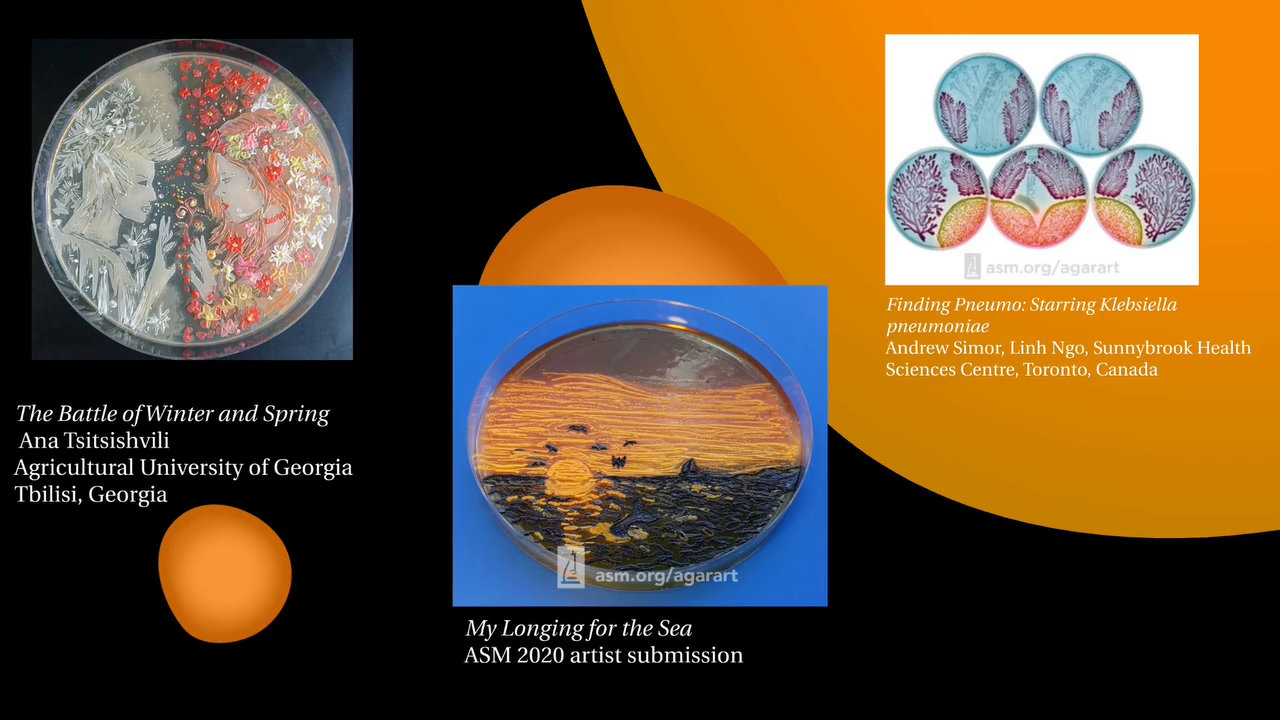 The Battle of Winter and Spring
Ana Tsitsishvili
Agricultural University of Georgia
Tbilisi, Georgia
asm.org/agarart
My Longing for the Sea
ASM 2020 artist submission
asm.org/agarart
Finding Pneumo: Starring Klebsiella
pneumoniae
Andrew Simor, Linh Ngo, Sunnybrook Health
Sciences Centre, Toronto, Canada